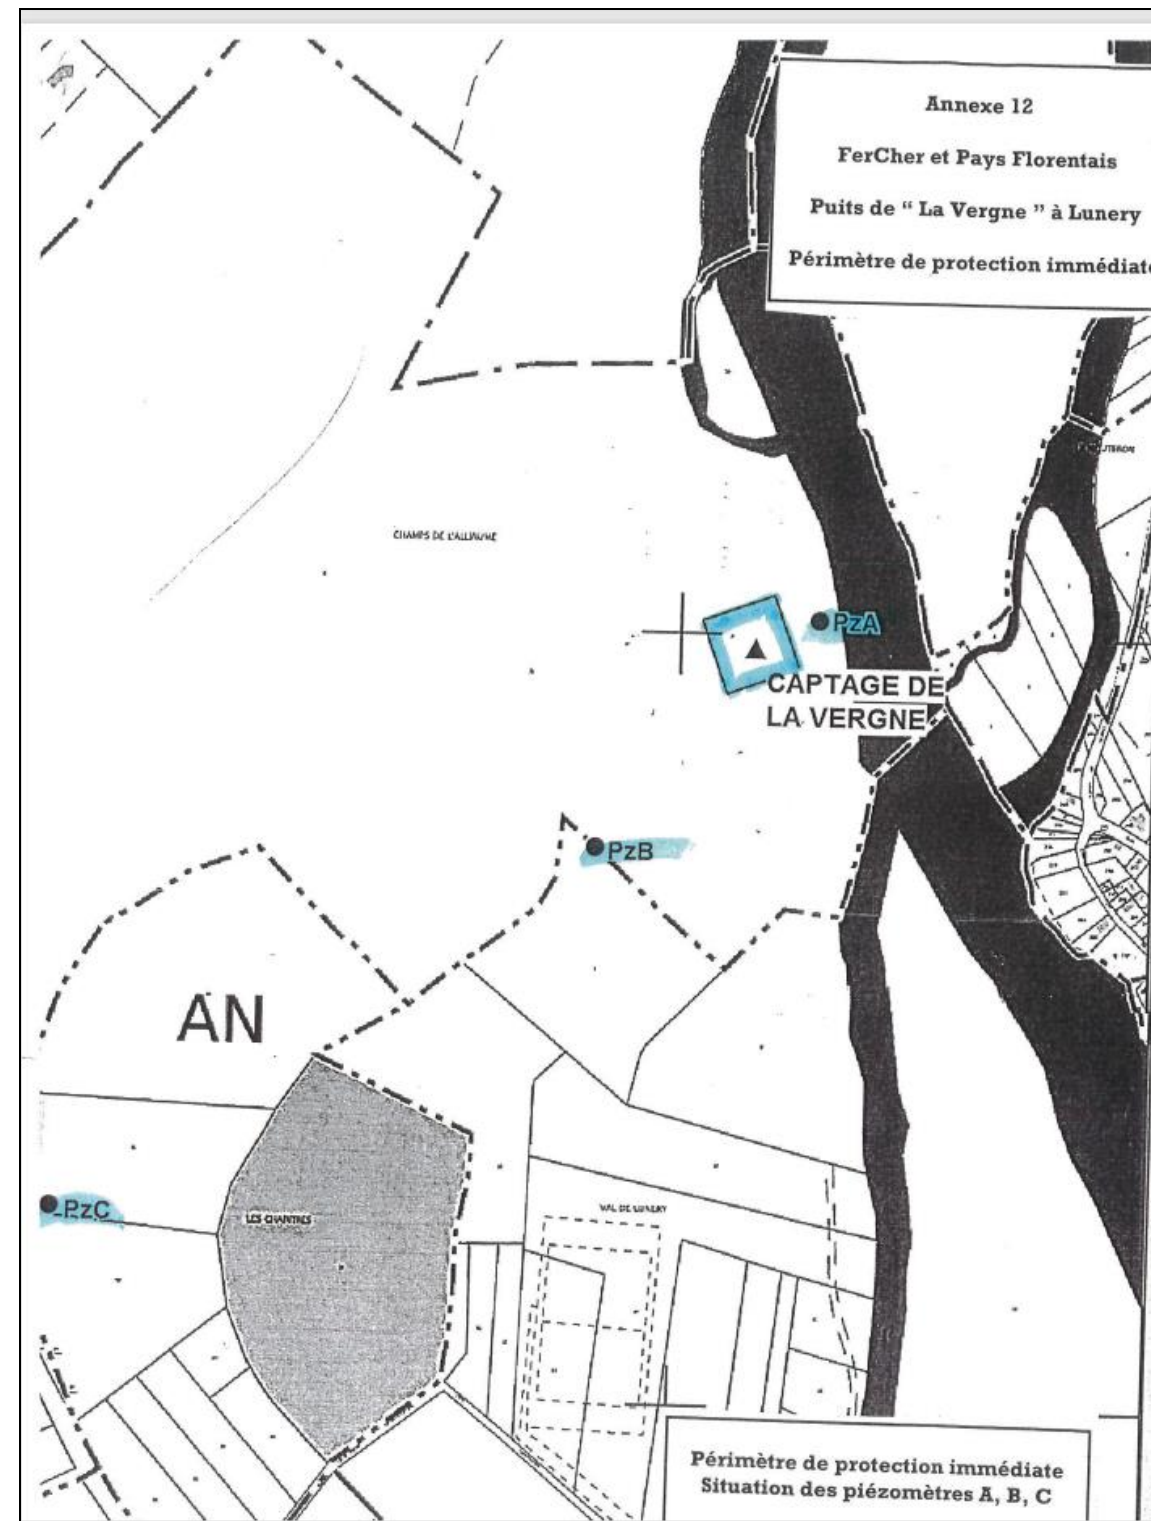 Annexe 12
FerCher et Pays Florentais
Puits de “ La Vergne ” à Lunery
Périmètre de protection immédiate
CHAMPS DE L'ALLIAUME
PzA
CAPTAGE DE
LA VERGNE
PzB
AN
PzC
LES CHAINTRES
VAL DE LUNERY
Périmètre de protection immédiate
Situation des piézomètres A, B, C